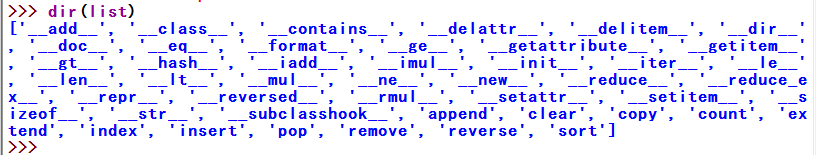 >>> dir(list)
['__add__', '__class__', '__contains__', '__delattr__', '__delitem__', '__dir__'
, '__doc__', '__eq__', '__format__', '__ge__', '__getattribute__', '__getitem__'
, '__gt__', '__hash__', '__iadd__', '__imul__', '__init__', '__iter__', '__le__'
, '__len__', '__lt__', '__mul__', '__ne__', '__new__', '__reduce__', '__reduce_e
x__', '__repr__', '__reversed__', '__rmul__', '__setattr__', '__setitem__', '__s
izeof__', '__str__', '__subclasshook__', 'append', 'clear', 'copy', 'count', 'ex
tend', 'index', 'insert', 'pop', 'remove', 'reverse', 'sort']
>>>